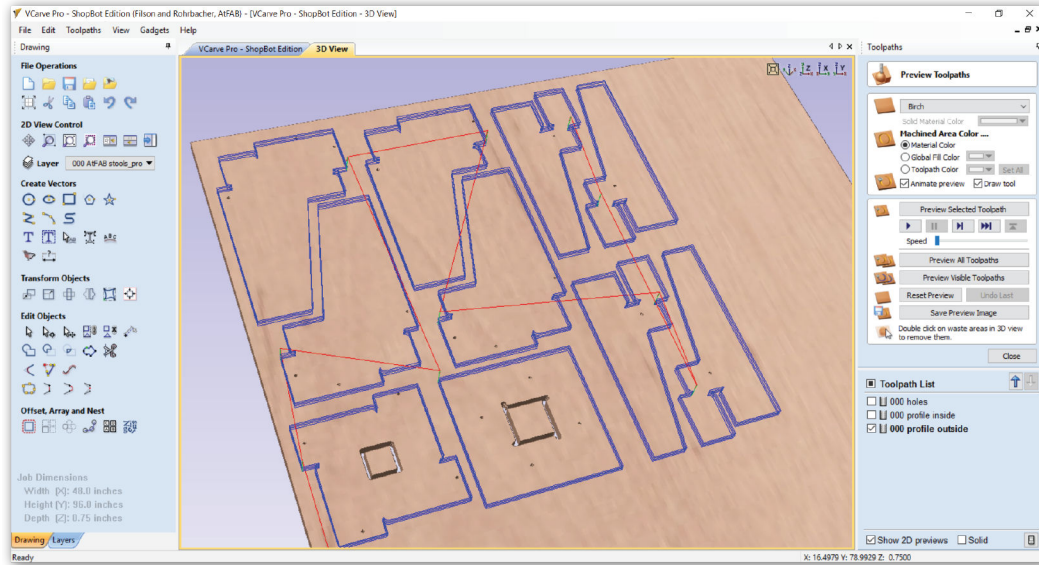 VCarve Pro - ShopBot Edition (Filson and Rohrbacher, AtFAB) - [VCarve Pro - ShopBot Edition - 3D View]
File Edit Toolpaths View Gadgets Help
Drawing
VCarve Pro - ShopBot Edition 3D View
Toolpaths
File Operations
2D View Control
Layer 000 AtFAB stools_pro
Create Vectors
Transform Objects
Edit Objects
Offset, Array and Nest
Job Dimensions
Width (X): 48.0 inches
Height (Y): 96.0 inches
Depth (Z): 0.75 inches
Drawing Layers
Ready
Preview Toolpaths
Birch
Solid Material Color
Machined Area Color ....
Material Color
Global Fill Color
Toolpath Color Set All
Animate preview Draw tool
Preview Selected Toolpath
Speed
Preview All Toolpaths
Preview Visible Toolpaths
Reset Preview Undo Last
Save Preview Image
Double click on waste areas in 3D view
to remove them.
Close
Toolpath List
000 holes
000 profile inside
000 profile outside
Show 2D previews Solid
X: 16.4979 Y: 78.9929 Z: 0.7500